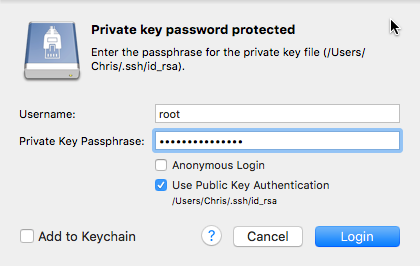 Private key password protected
Enter the passphrase for the private key file (/Users/
Chris/.ssh/id_rsa).
Username: root
Private Key Passphrase: •••••••••••••••
Anonymous Login
Use Public Key Authentication
/Users/Chris/.ssh/id_rsa
Add to Keychain ? Cancel Login